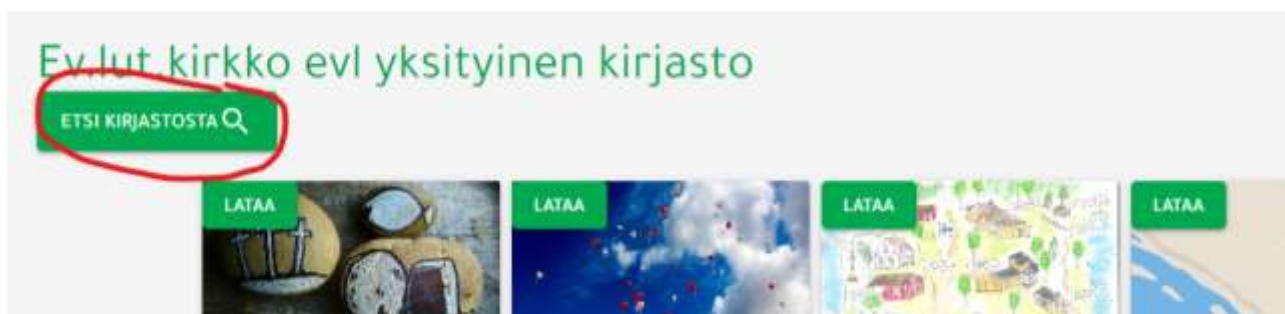 Ev.lut.kirkko evl yksityinen kirjasto
ETSI KIRJASTOSTA
LATAA LATAA LATAA LATAA